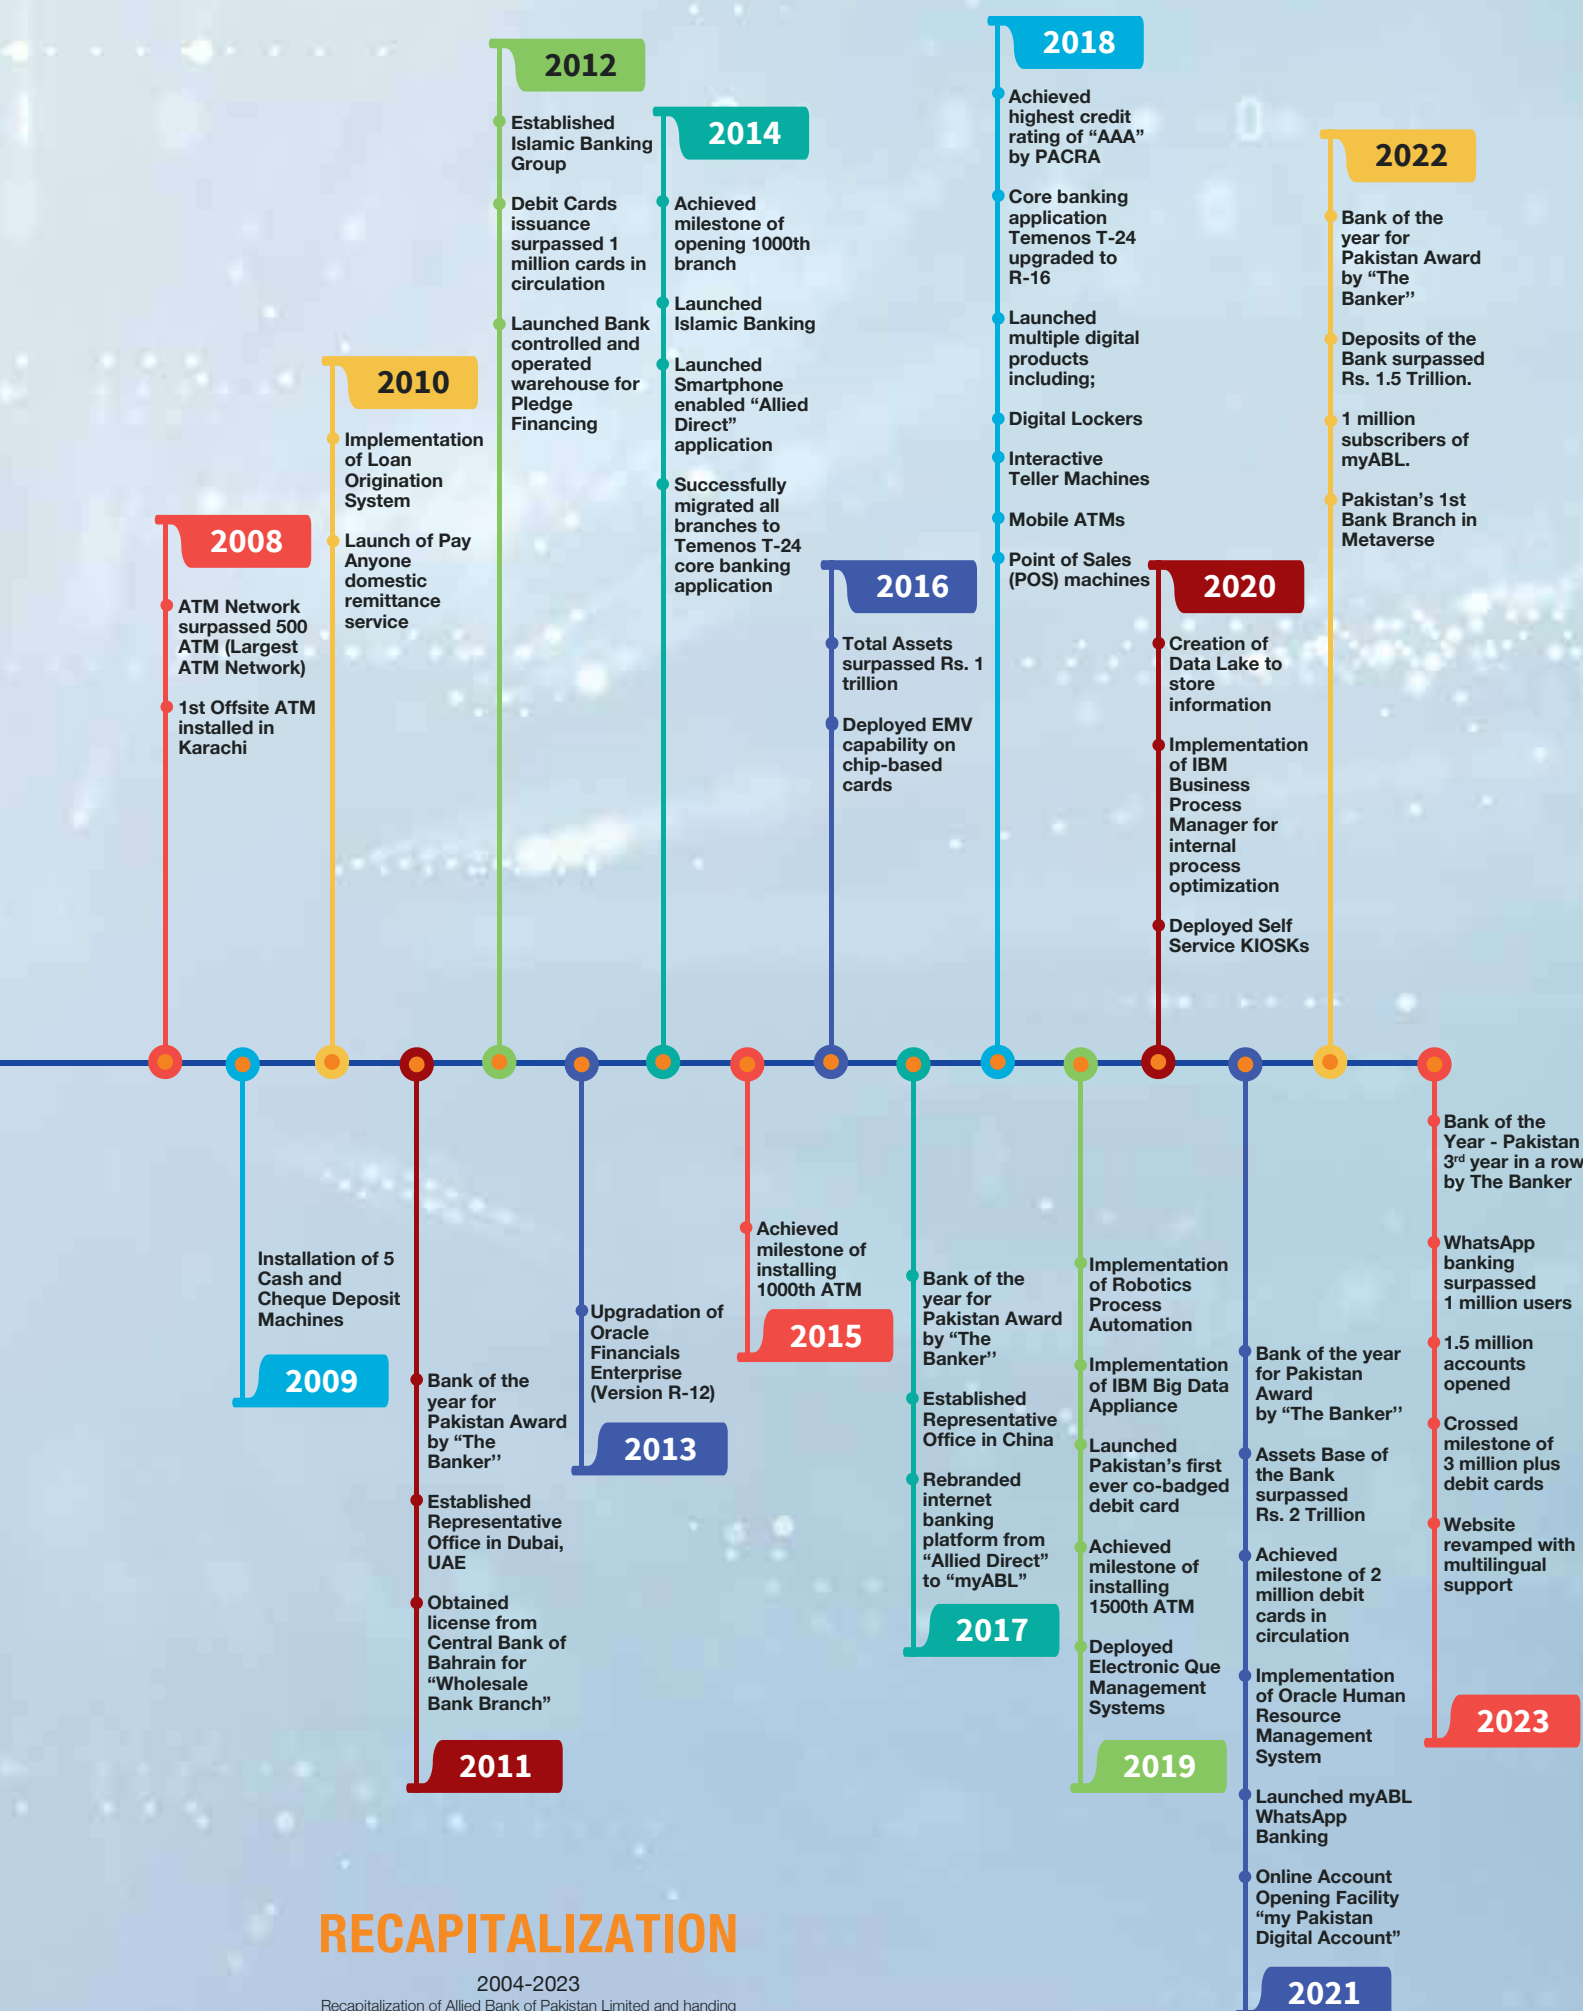 2008
ATM Network
surpassed 500
ATM (Largest
ATM Network)
1st Offsite ATM
installed in
Karachi
Installation of 5
Cash and
Cheque Deposit
Machines
2009
2010
Implementation
of Loan
Origination
System
Launch of Pay
Anyone
domestic
remittance
service
Bank of the
year for
Pakistan Award
by “The
Banker’’
Established
Representative
Office in Dubai,
UAE
Obtained
license from
Central Bank of
Bahrain for
“Wholesale
Bank Branch”
2011
2012
Established
Islamic Banking
Group
Debit Cards
issuance
surpassed 1
million cards in
circulation
Launched Bank
controlled and
operated
warehouse for
Pledge
Financing
Upgradation of
Oracle
Financials
Enterprise
(Version R-12)
2013
2014
Achieved
milestone of
opening 1000th
branch
Launched
Islamic Banking
Launched
Smartphone
enabled “Allied
Direct”
application
Successfully
migrated all
branches to
Temenos T-24
core banking
application
Achieved
milestone of
installing
1000th ATM
2015
2016
Total Assets
surpassed Rs. 1
trillion
Deployed EMV
capability on
chip-based
cards
Bank of the
year for
Pakistan Award
by “The
Banker’’
Established
Representative
Office in China
Rebranded
internet
banking
platform from
“Allied Direct”
to “myABL”
2017
2018
Achieved
highest credit
rating of “AAA”
by PACRA
Core banking
application
Temenos T-24
upgraded to
R-16
Launched
multiple digital
products
including;
Digital Lockers
Interactive
Teller Machines
Mobile ATMs
Point of Sales
(POS) machines
Implementation
of Robotics
Process
Automation
Implementation
of IBM Big Data
Appliance
Launched
Pakistan’s first
ever co-badged
debit card
Achieved
milestone of
installing
1500th ATM
Deployed
Electronic Que
Management
Systems
2019
2020
Creation of
Data Lake to
store
information
Implementation
of IBM
Business
Process
Manager for
internal
process
optimization
Deployed Self
Service KIOSKs
Bank of the year
for Pakistan
Award
by “The Banker’’
Assets Base of
the Bank
surpassed
Rs. 2 Trillion
Achieved
milestone of 2
million debit
cards in
circulation
Implementation
of Oracle Human
Resource
Management
System
Launched myABL
WhatsApp
Banking
Online Account
Opening Facility
“my Pakistan
Digital Account”
2021
2022
Bank of the
year for
Pakistan Award
by “The
Banker’’
Deposits of the
Bank surpassed
Rs. 1.5 Trillion.
1 million
subscribers of
myABL.
Pakistan’s 1st
Bank Branch in
Metaverse
Bank of the
Year - Pakistan
3rd year in a row
by The Banker
WhatsApp
banking
surpassed
1 million users
1.5 million
accounts
opened
Crossed
milestone of
3 million plus
debit cards
Website
revamped with
multilingual
support
2023
RECAPITALIZATION
2004-2023
Recapitalization of Allied Bank of Pakistan Limited and handing